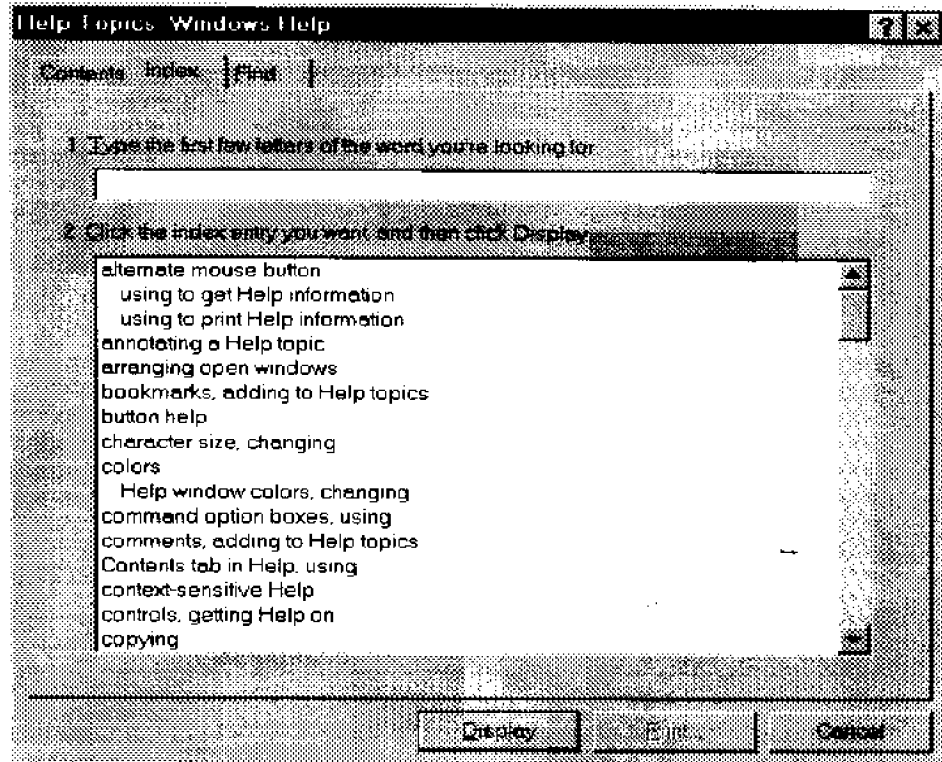 Help Topics: Windows Help
Contents Index Find
1 Type the first few letters of the word you're looking for.
2 Click the index entry you want, and then click Display.
alternate mouse button
using to get Help information
using to print Help information
annotating a Help topic
arranging open windows
bookmarks, adding to Help topics
button help
character size, changing
colors
Help window colors, changing
command option boxes, using
comments, adding to Help topics
Contents tab in Help, using
context-sensitive Help
controls, getting Help on
copying
Display Print... Cancel